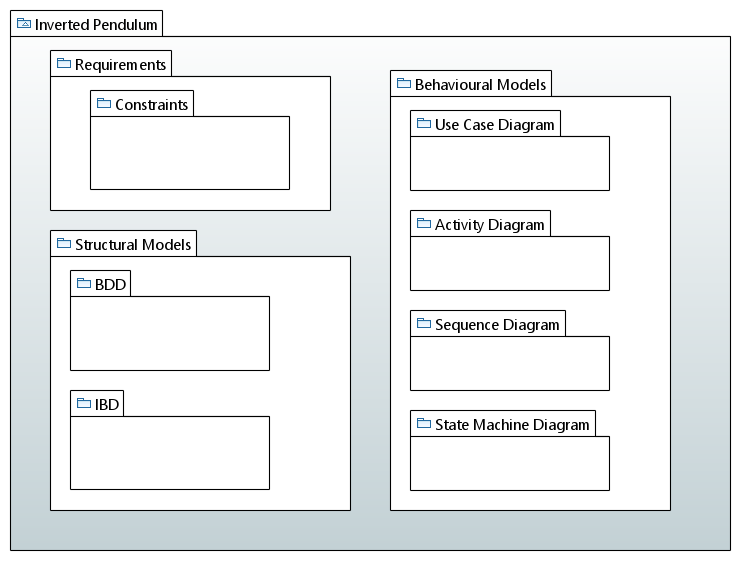 Inverted Pendulum
Requirements
Constraints
Structural Models
BDD
IBD
Behavioural Models
Use Case Diagram
Activity Diagram
Sequence Diagram
State Machine Diagram